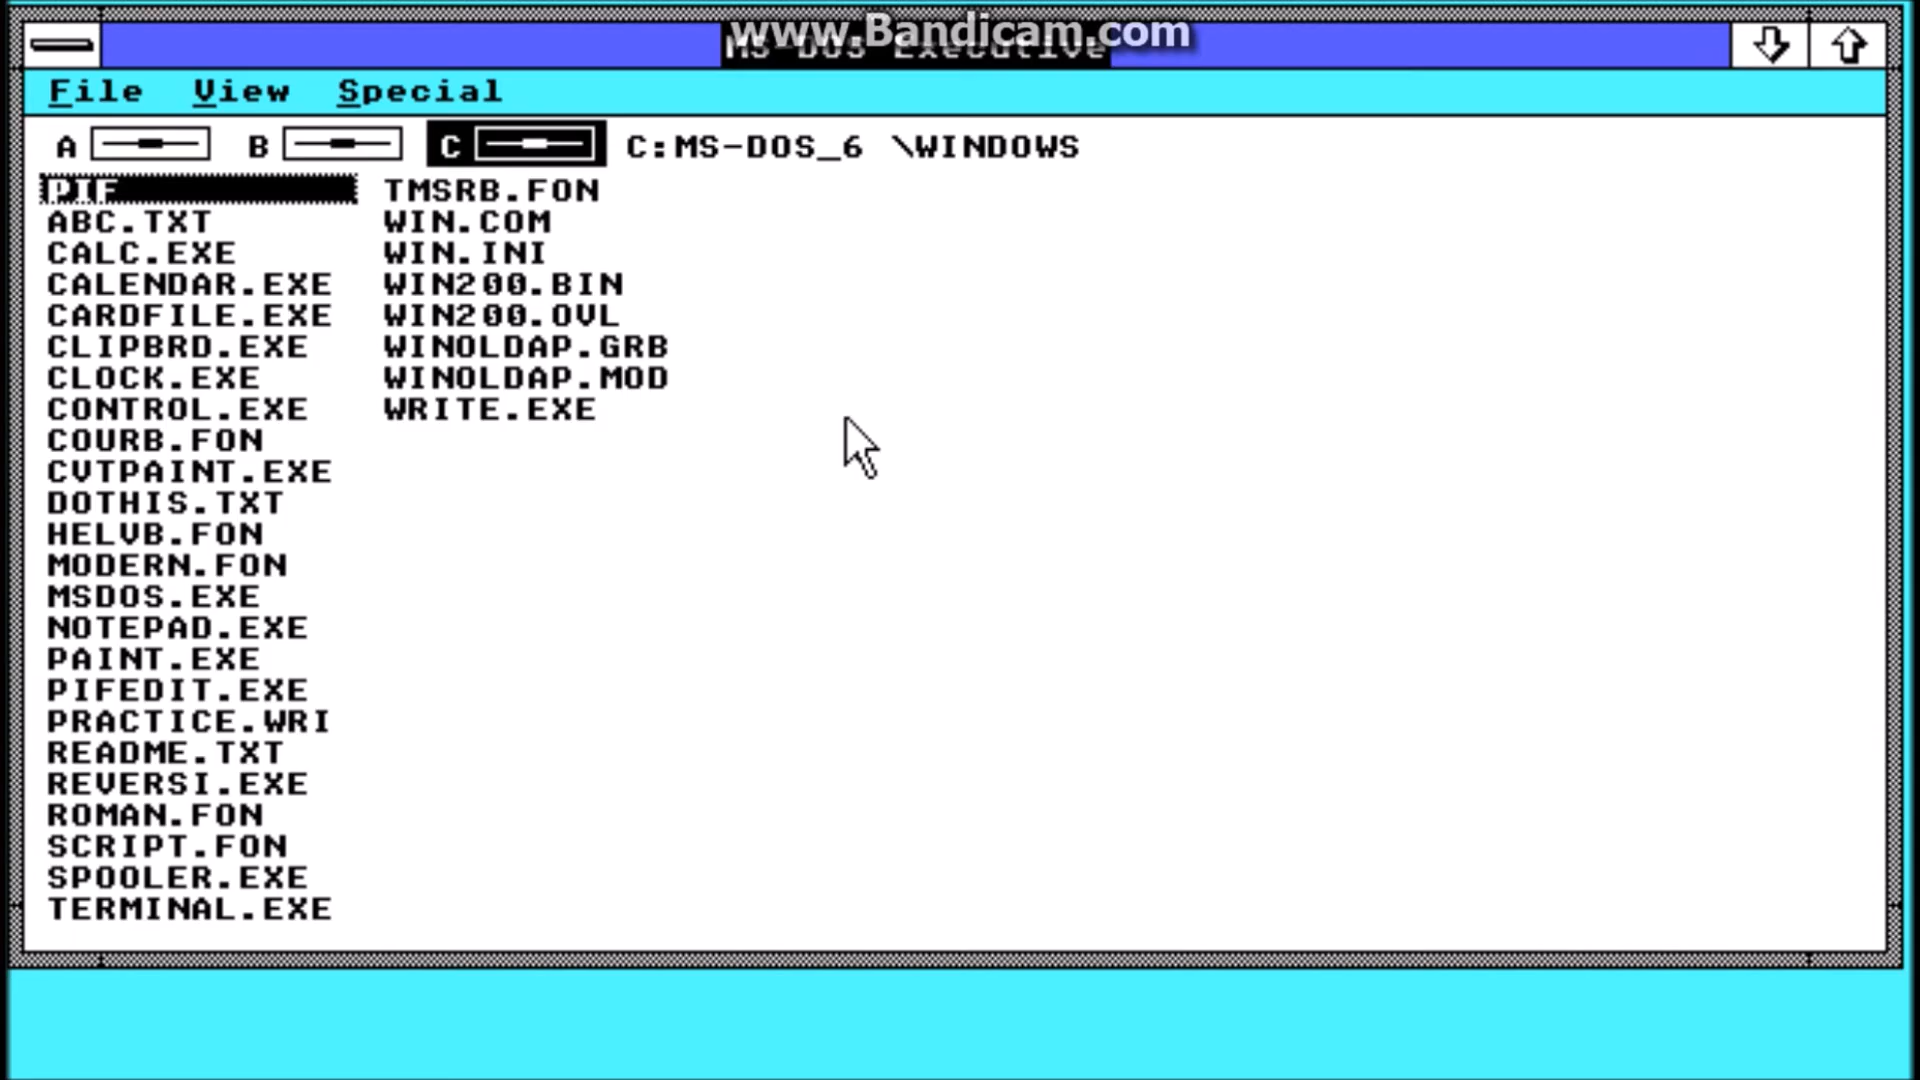 www.Bandicam.com
MS-DOS Executive
File View Special
A B C C:MS-DOS_6 \WINDOWS
PIF TMSRB.FON
ABC.TXT WIN.COM
CALC.EXE WIN.INI
CALENDAR.EXE WIN200.BIN
CARDFILE.EXE WIN200.OVL
CLIPBRD.EXE WINOLDAP.GRB
CLOCK.EXE WINOLDAP.MOD
CONTROL.EXE WRITE.EXE
COURB.FON
CVTPAINT.EXE
DOTHIS.TXT
HELVB.FON
MODERN.FON
MSDOS.EXE
NOTEPAD.EXE
PAINT.EXE
PIFEDIT.EXE
PRACTICE.WRI
README.TXT
REVERSI.EXE
ROMAN.FON
SCRIPT.FON
SPOOLER.EXE
TERMINAL.EXE